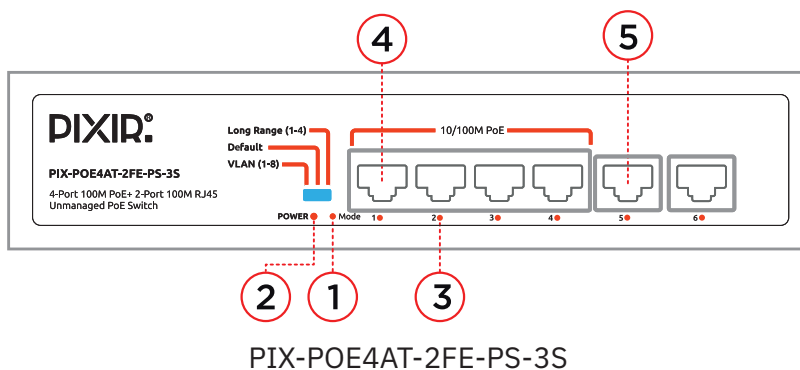 4
5
PIXIR®
Long Range (1-4)
Default
VLAN (1-8)
10/100M PoE
PIX-POE4AT-2FE-PS-3S
4-Port 100M PoE+ 2-Port 100M RJ45
Unmanaged PoE Switch
POWER
Mode
1
2
3
4
5
6
2
1
3
PIX-POE4AT-2FE-PS-3S